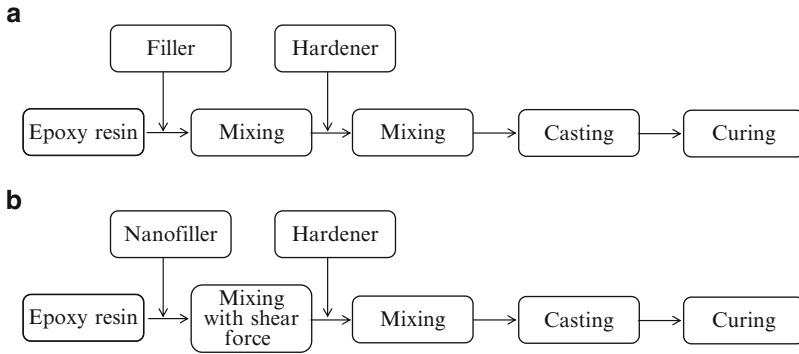 a
Filler
Hardener
Epoxy resin
Mixing
Mixing
Casting
Curing
b
Nanofiller
Hardener
Epoxy resin
Mixing
with shear
force
Mixing
Casting
Curing